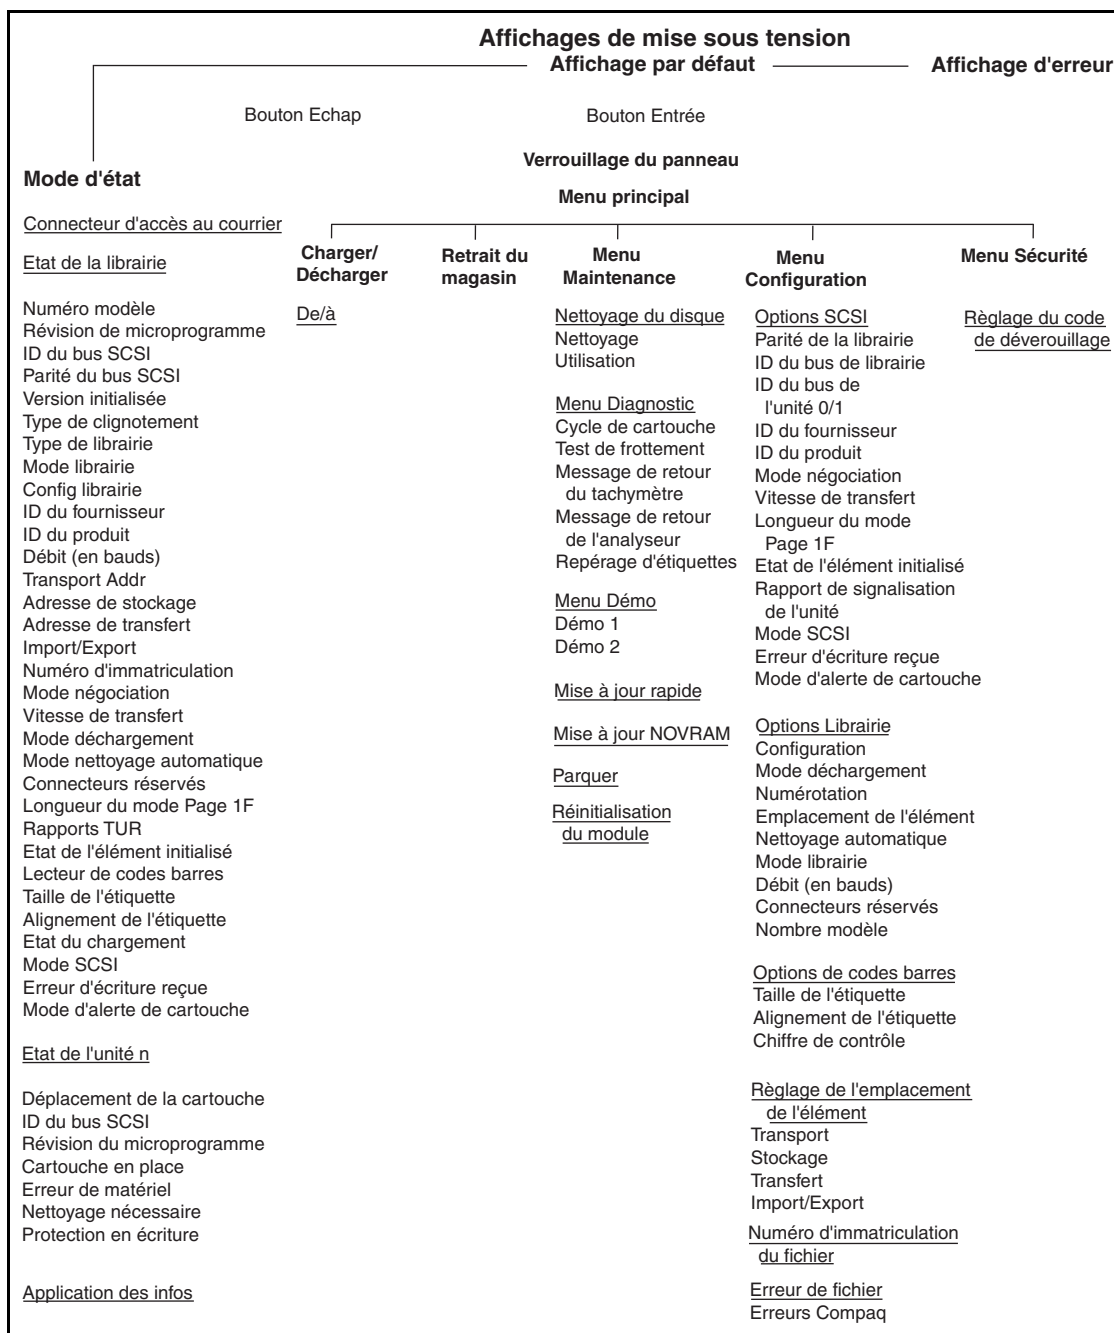 Affichages de mise sous tension
Affichage par défaut
Affichage d'erreur
Bouton Echap
Bouton Entrée
Verrouillage du panneau
Mode d'état
Menu principal
Connecteur d'accès au courrier
Etat de la librairie
Numéro modèle
Révision de microprogramme
ID du bus SCSI
Parité du bus SCSI
Version initialisée
Type de clignotement
Type de librairie
Mode librairie
Config librairie
ID du fournisseur
ID du produit
Débit (en bauds)
Transport Addr
Adresse de stockage
Adresse de transfert
Import/Export
Numéro d'immatriculation
Mode négociation
Vitesse de transfert
Mode déchargement
Mode nettoyage automatique
Connecteurs réservés
Longueur du mode Page 1F
Rapports TUR
Etat de l'élément initialisé
Lecteur de codes barres
Taille de l'étiquette
Alignement de l'étiquette
Etat du chargement
Mode SCSI
Erreur d'écriture reçue
Mode d'alerte de cartouche
Etat de l'unité n
Déplacement de la cartouche
ID du bus SCSI
Révision du microprogramme
Cartouche en place
Erreur de matériel
Nettoyage nécessaire
Protection en écriture
Application des infos
Charger/
Décharger
De/à
Retrait du
magasin
Menu
Maintenance
Nettoyage du disque
Nettoyage
Utilisation
Menu Diagnostic
Cycle de cartouche
Test de frottement
Message de retour
du tachymètre
Message de retour
de l'analyseur
Repérage d'étiquettes
Menu Démo
Démo 1
Démo 2
Mise à jour rapide
Mise à jour NOVRAM
Parquer
Réinitialisation
du module
Menu
Configuration
Options SCSI
Parité de la librairie
ID du bus de librairie
ID du bus de
l'unité 0/1
ID du fournisseur
ID du produit
Mode négociation
Vitesse de transfert
Longueur du mode
Page 1F
Etat de l'élément initialisé
Rapport de signalisation
de l'unité
Mode SCSI
Erreur d'écriture reçue
Mode d'alerte de cartouche
Options Librairie
Configuration
Mode déchargement
Numérotation
Emplacement de l'élément
Nettoyage automatique
Mode librairie
Débit (en bauds)
Connecteurs réservés
Nombre modèle
Options de codes barres
Taille de l'étiquette
Alignement de l'étiquette
Chiffre de contrôle
Règlage de l'emplacement
de l'élément
Transport
Stockage
Transfert
Import/Export
Numéro d'immatriculation
du fichier
Erreur de fichier
Erreurs Compaq
Menu Sécurité
Règlage du code
de déverouillage